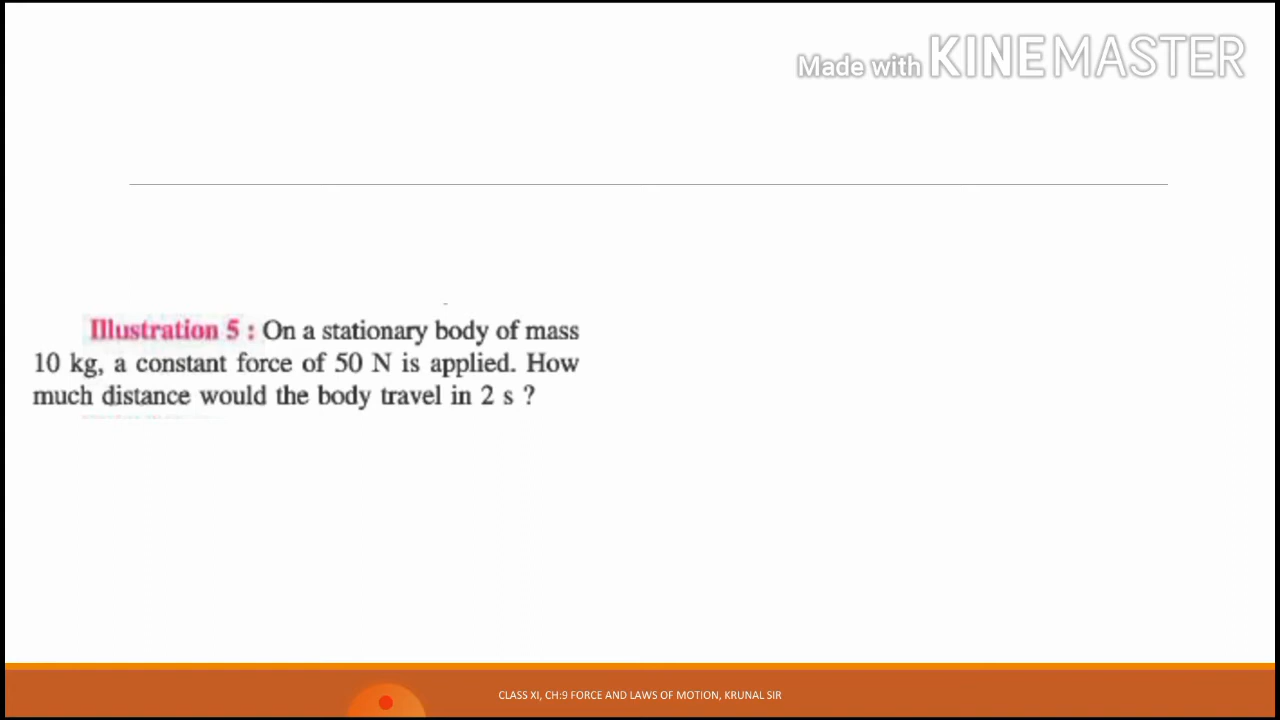 Made with KINEMASTER
Illustration 5 : On a stationary body of mass
10 kg, a constant force of 50 N is applied. How
much distance would the body travel in 2 s ?
CLASS XI, CH:9 FORCE AND LAWS OF MOTION, KRUNAL SIR